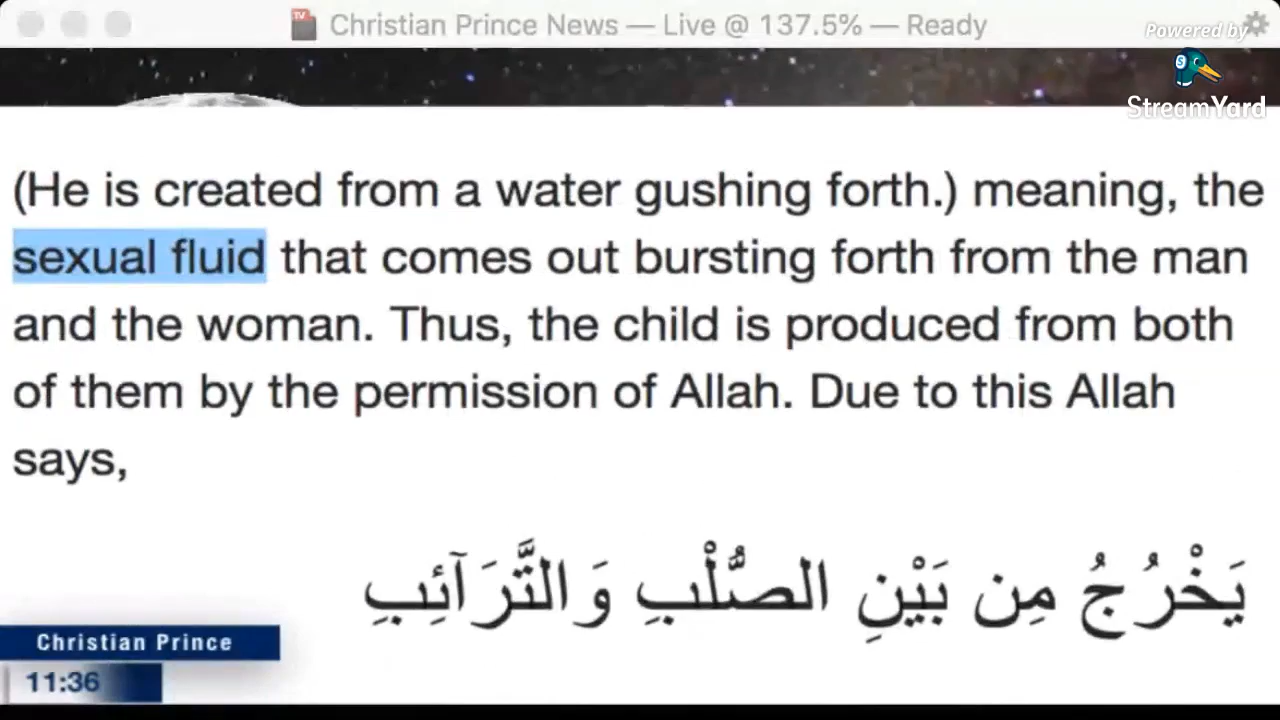 Christian Prince News — Live @ 137.5% — Ready
Powered by
StreamYard
(He is created from a water gushing forth.) meaning, the
sexual fluid that comes out bursting forth from the man
and the woman. Thus, the child is produced from both
of them by the permission of Allah. Due to this Allah
says,
يَخْرُجُ مِن بَيْنِ الصُّلْبِ وَالتَّرَآئِبِ
Christian Prince
11:36